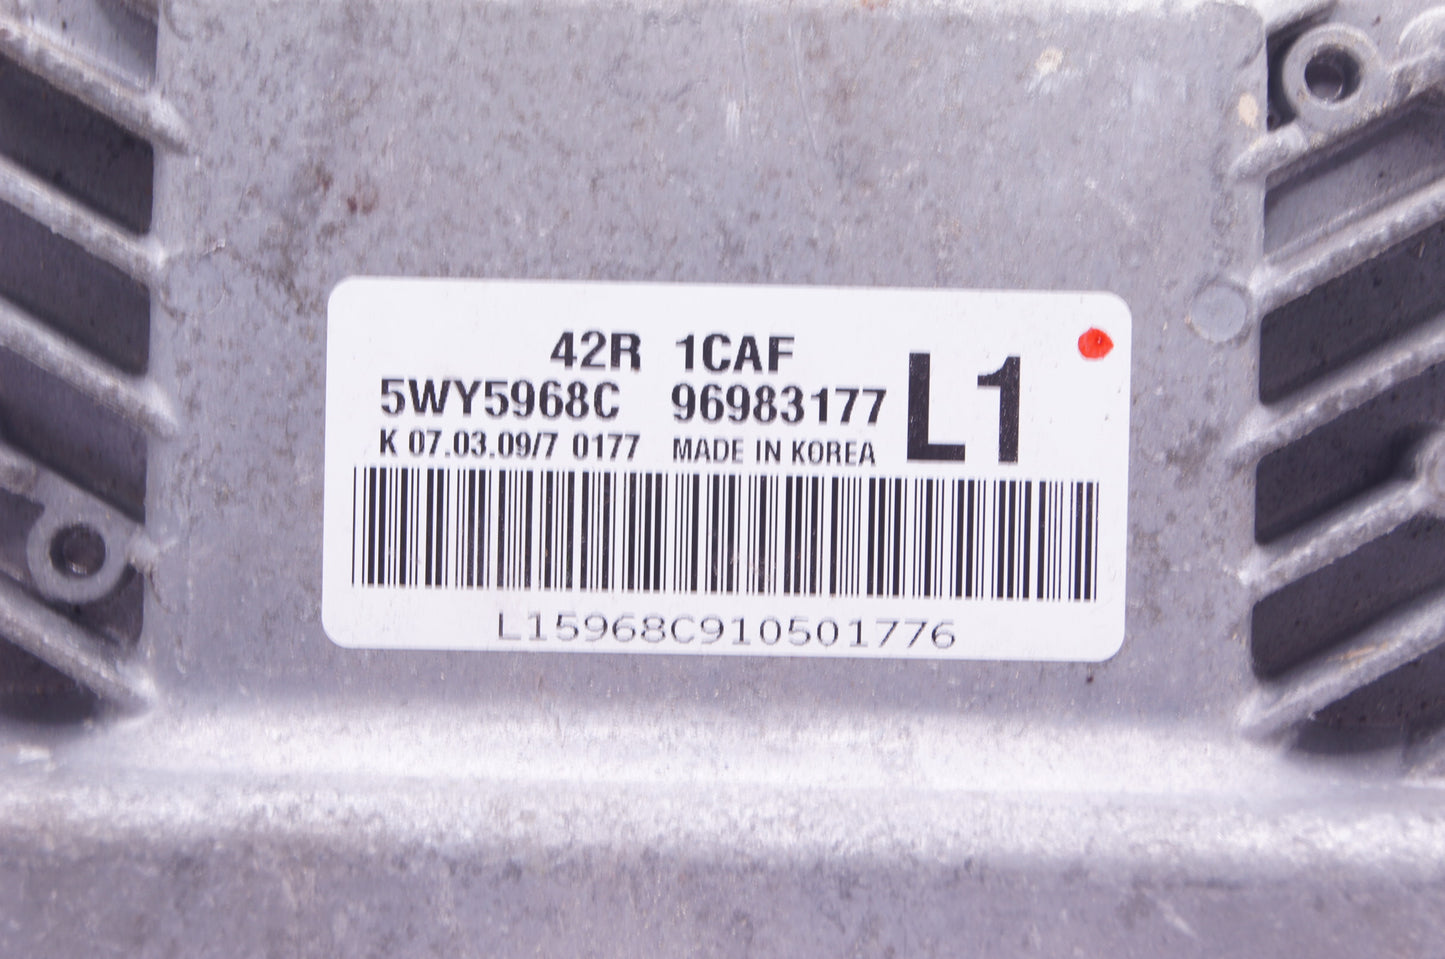 42R 1CAF
5WY5968C 96983177 L1
K 07.03.09/7 0177 MADE IN KOREA
L15968C910501776